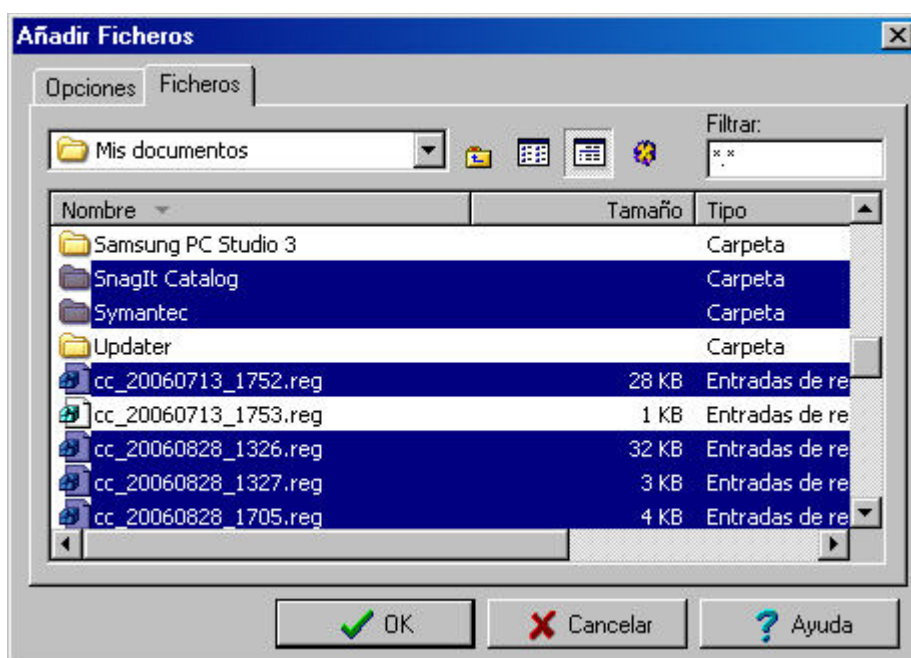 Añadir Ficheros
Opciones Ficheros
Filtrar:
Mis documentos *.*
Nombre Tamaño Tipo
Samsung PC Studio 3 Carpeta
SnagIt Catalog Carpeta
Symantec Carpeta
Updater Carpeta
cc_20060713_1752.reg 28 KB Entradas de re
cc_20060713_1753.reg 1 KB Entradas de re
cc_20060828_1326.reg 32 KB Entradas de re
cc_20060828_1327.reg 3 KB Entradas de re
cc_20060828_1705.reg 4 KB Entradas de re
OK Cancelar Ayuda